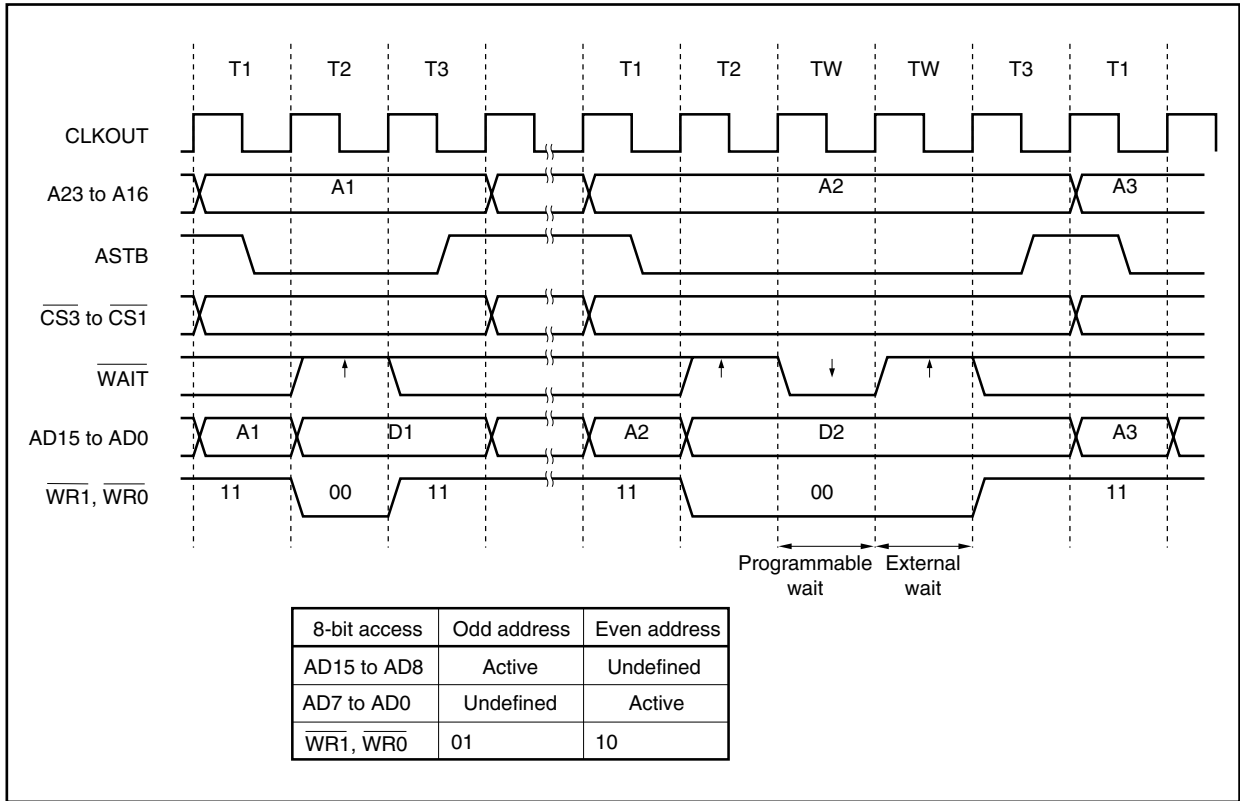 T1 T2 T3 T1 T2 TW TW T3 T1
CLKOUT
A23 to A16 A1 A2 A3
ASTB
CS3 to CS1
WAIT
AD15 to AD0 A1 D1 A2 D2 A3
WR1, WR0 11 00 11 11 00 11
Programmable wait
External wait
8-bit access Odd address Even address
AD15 to AD8 Active Undefined
AD7 to AD0 Undefined Active
WR1, WR0 01 10